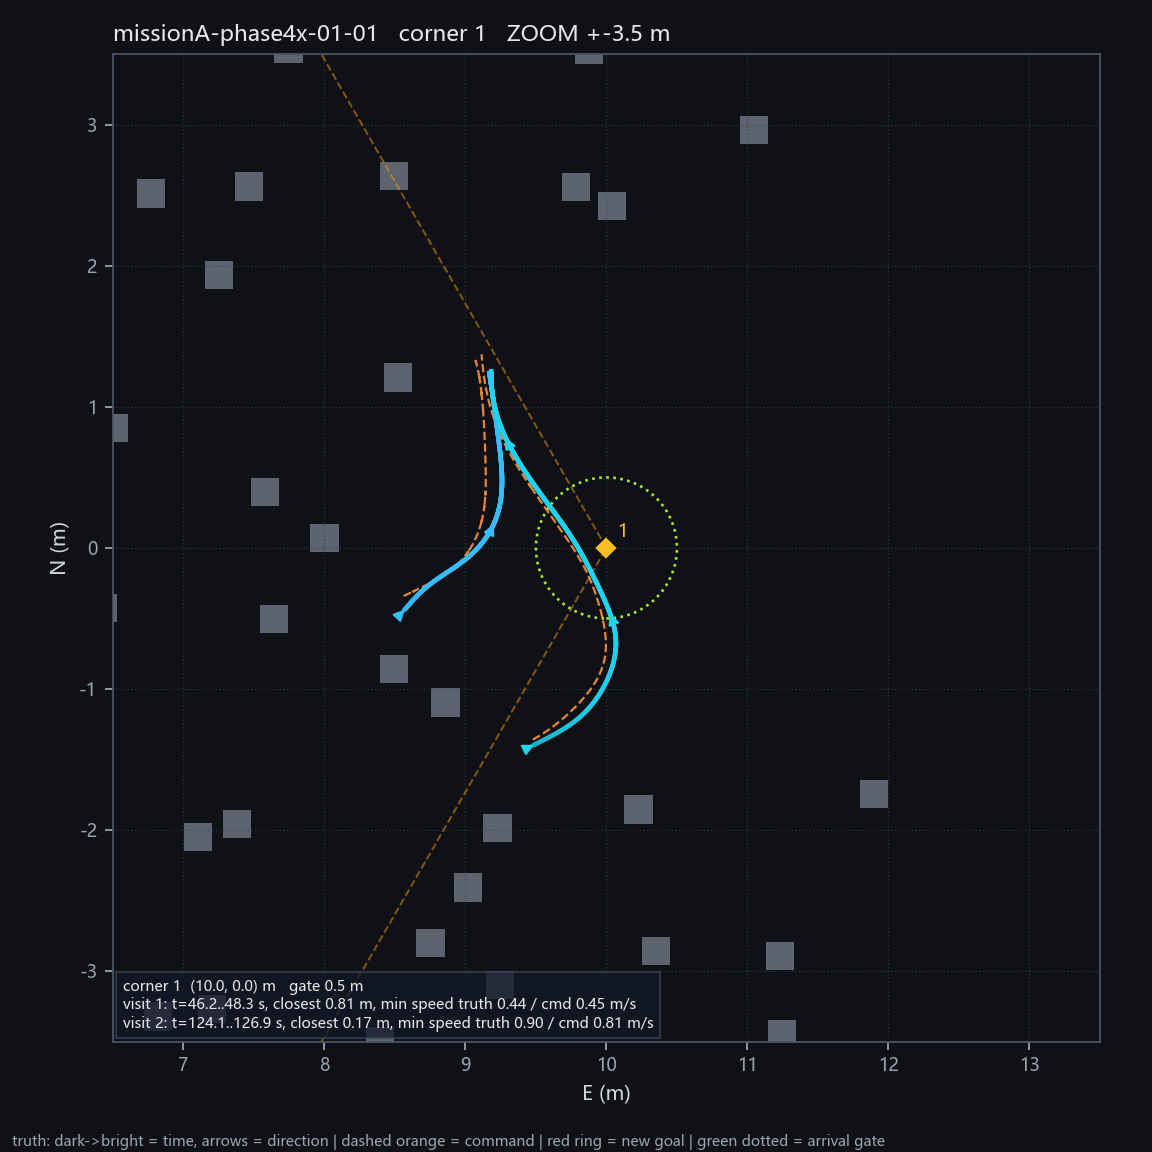 missionA-phase4x-01-01 corner 1 ZOOM +-3.5 m
3
2
1
0
-1
-2
-3
N (m)
1
corner 1 (10.0, 0.0) m gate 0.5 m
visit 1: t=46.2..48.3 s, closest 0.81 m, min speed truth 0.44 / cmd 0.45 m/s
visit 2: t=124.1..126.9 s, closest 0.17 m, min speed truth 0.90 / cmd 0.81 m/s
7 8 9 10 11 12 13
E (m)
truth: dark->bright = time, arrows = direction | dashed orange = command | red ring = new goal | green dotted = arrival gate